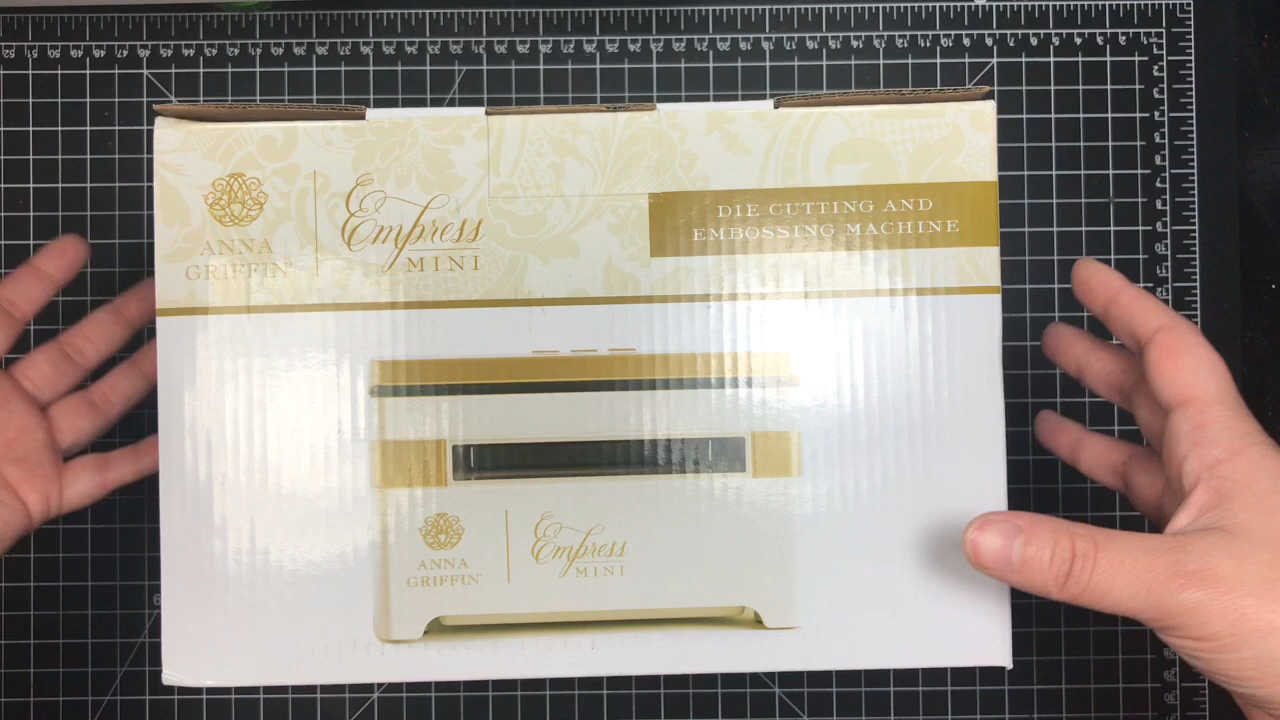 ANNA
GRIFFIN
Empress
MINI
DIE CUTTING AND
EMBOSSING MACHINE
ANNA
GRIFFIN
Empress
MINI